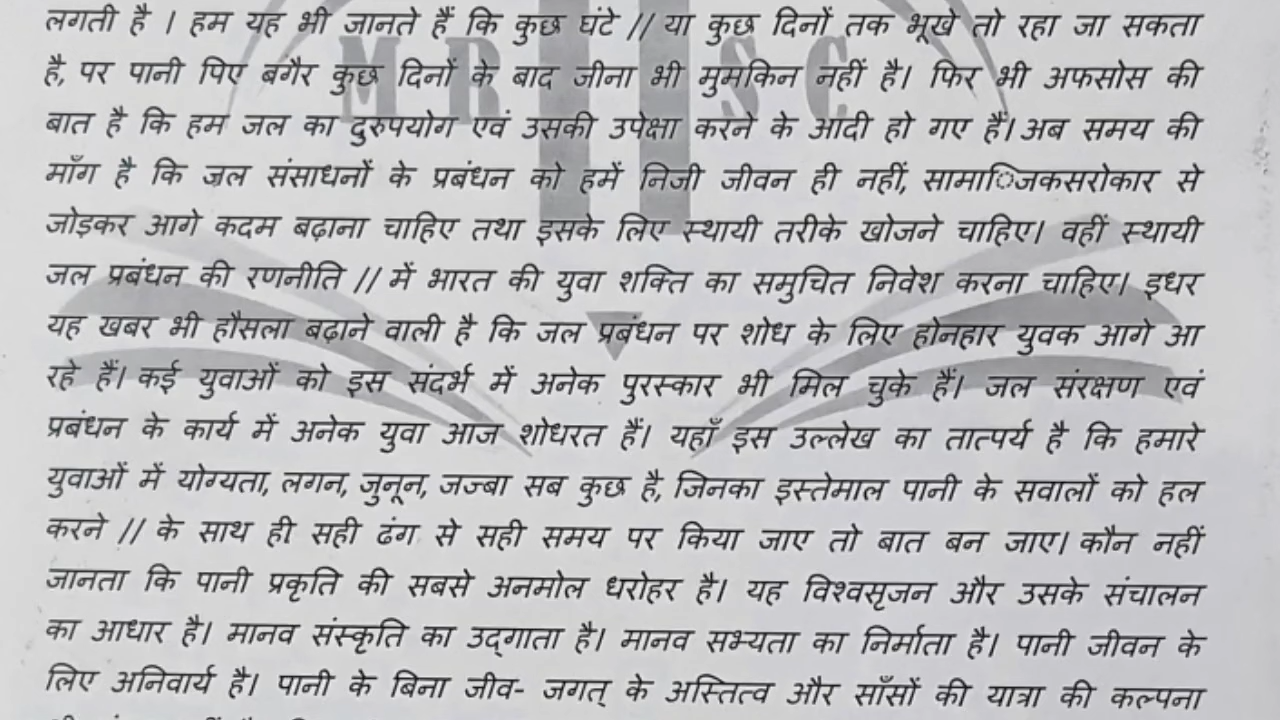 लगती है । हम यह भी जानते हैं कि कुछ घंटे // या कुछ दिनों तक भूखे तो रहा जा सकता
है, पर पानी पिए बगैर कुछ दिनों के बाद जीना भी मुमकिन नहीं है। फिर भी अफसोस की
MRIISC
बात है कि हम जल का दुरुपयोग एवं उसकी उपेक्षा करने के आदी हो गए हैं। अब समय की
माँग है कि जल संसाधनों के प्रबंधन को हमें निजी जीवन ही नहीं, सामािजकसरोकार से
जोड़कर आगे कदम बढ़ाना चाहिए तथा इसके लिए स्थायी तरीके खोजने चाहिए। वहीं स्थायी
जल प्रबंधन की रणनीति // में भारत की युवा शक्ति का समुचित निवेश करना चाहिए। इधर
यह खबर भी हौसला बढ़ाने वाली है कि जल प्रबंधन पर शोध के लिए होनहार युवक आगे आ
रहे हैं। कई युवाओं को इस संदर्भ में अनेक पुरस्कार भी मिल चुके हैं। जल संरक्षण एवं
प्रबंधन के कार्य में अनेक युवा आज शोधरत हैं। यहाँ इस उल्लेख का तात्पर्य है कि हमारे
युवाओं में योग्यता, लगन, जुनून, जज्बा सब कुछ है, जिनका इस्तेमाल पानी के सवालों को हल
करने // के साथ ही सही ढंग से सही समय पर किया जाए तो बात बन जाए। कौन नहीं
जानता कि पानी प्रकृति की सबसे अनमोल धरोहर है। यह विश्वसृजन और उसके संचालन
का आधार है। मानव संस्कृति का उद्गाता है। मानव सभ्यता का निर्माता है। पानी जीवन के
लिए अनिवार्य है। पानी के बिना जीव- जगत् के अस्तित्व और साँसों की यात्रा की कल्पना